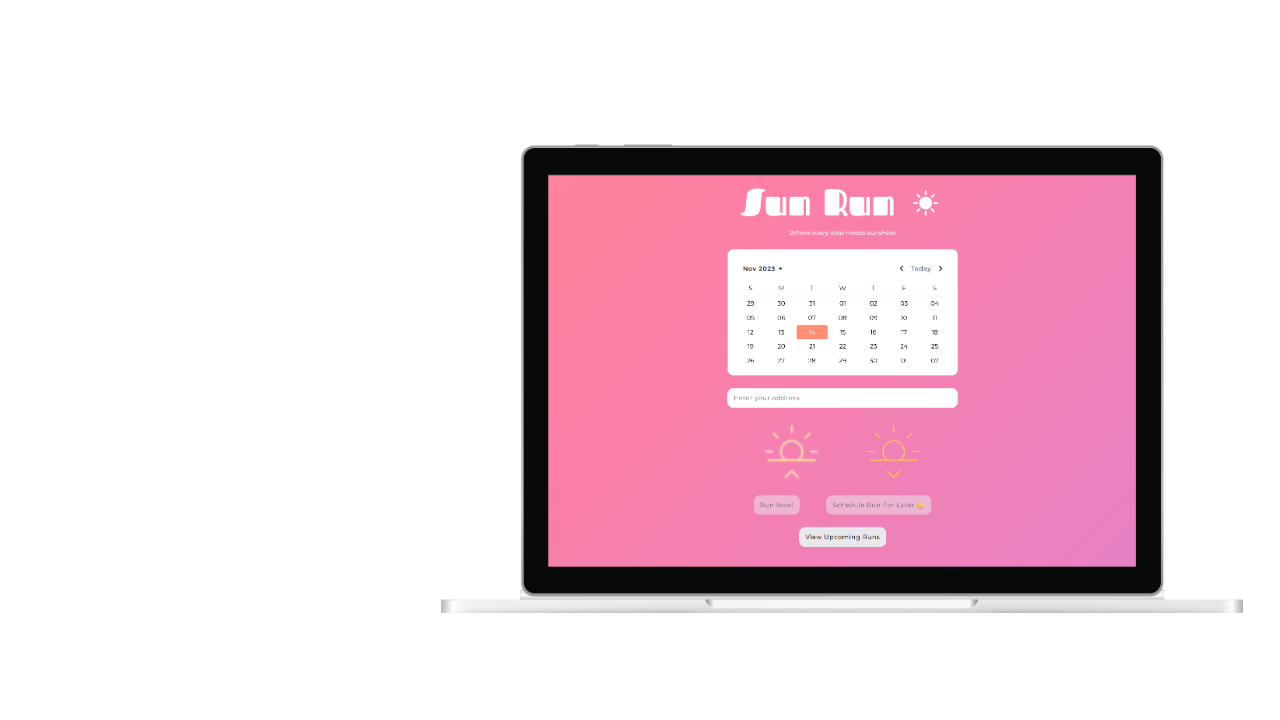 Sun Run
Where every step meets sunshine
Nov 2023 Today
S M T W T F S
29 30 31 01 02 03 04
05 06 07 08 09 10 11
12 13 14 15 16 17 18
19 20 21 22 23 24 25
26 27 28 29 30 01 02
Enter your address
Run Now! Schedule Run For Later
View Upcoming Runs